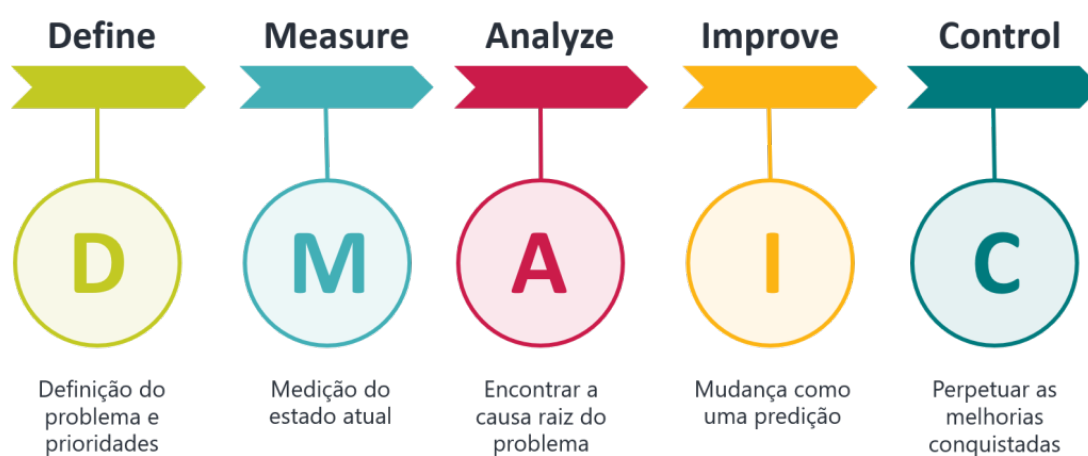 Define
Measure
Analyze
Improve
Control
D
M
A
I
C
Definição do
problema e
prioridades
Medição do
estado atual
Encontrar a
causa raiz do
problema
Mudança como
uma predição
Perpetuar as
melhorias
conquistadas